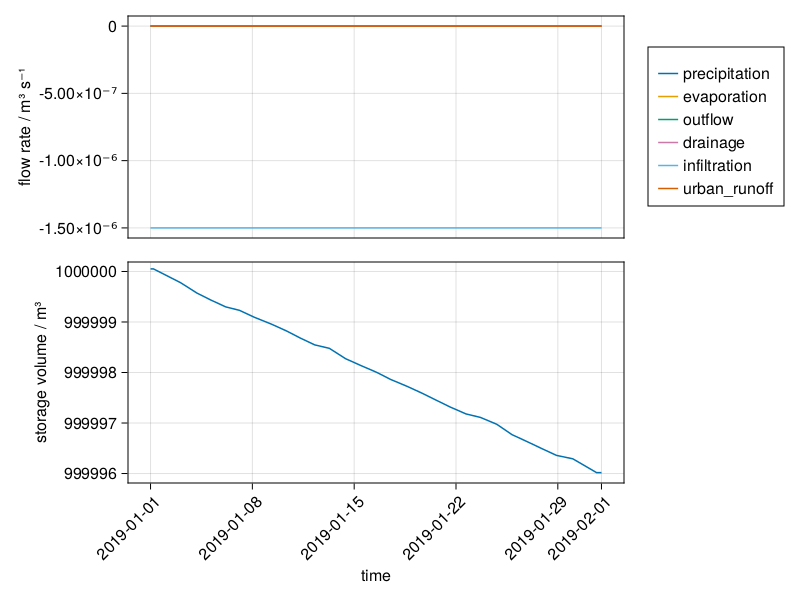 flow rate / m³ s⁻¹
0
-5.00×10⁻⁷
-1.00×10⁻⁶
-1.50×10⁻⁶
precipitation
evaporation
outflow
drainage
infiltration
urban_runoff
storage volume / m³
1000000
999999
999998
999997
999996
2019-01-01
2019-01-08
2019-01-15
2019-01-22
2019-01-29
2019-02-01
time